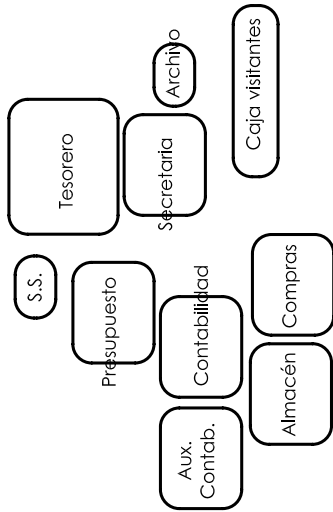 Archivo
Caja visitantes
Tesorero
Secretaria
S.S.
Presupuesto
Contabilidad
Compras
Aux.
Contab.
Almacén